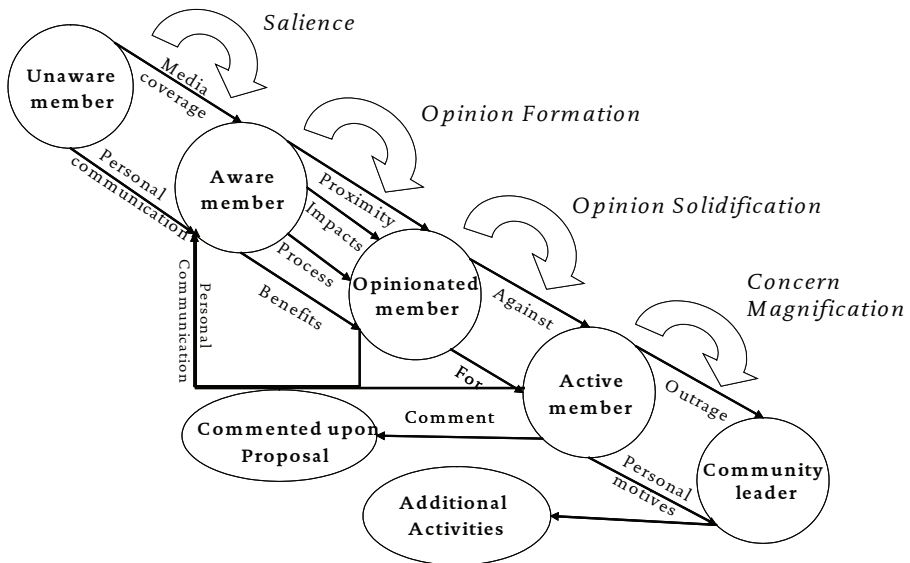 Salience
Unaware
member
Media
coverage
Opinion Formation
Personal
communication
Aware
member
Proximity
Impacts
Process
Benefits
Opinion Solidification
Opinionated
member
Personal
Communication
Against
For
Concern
Magnification
Active
member
Outrage
Comment
Commented upon
Proposal
Personal
motives
Community
leader
Additional
Activities